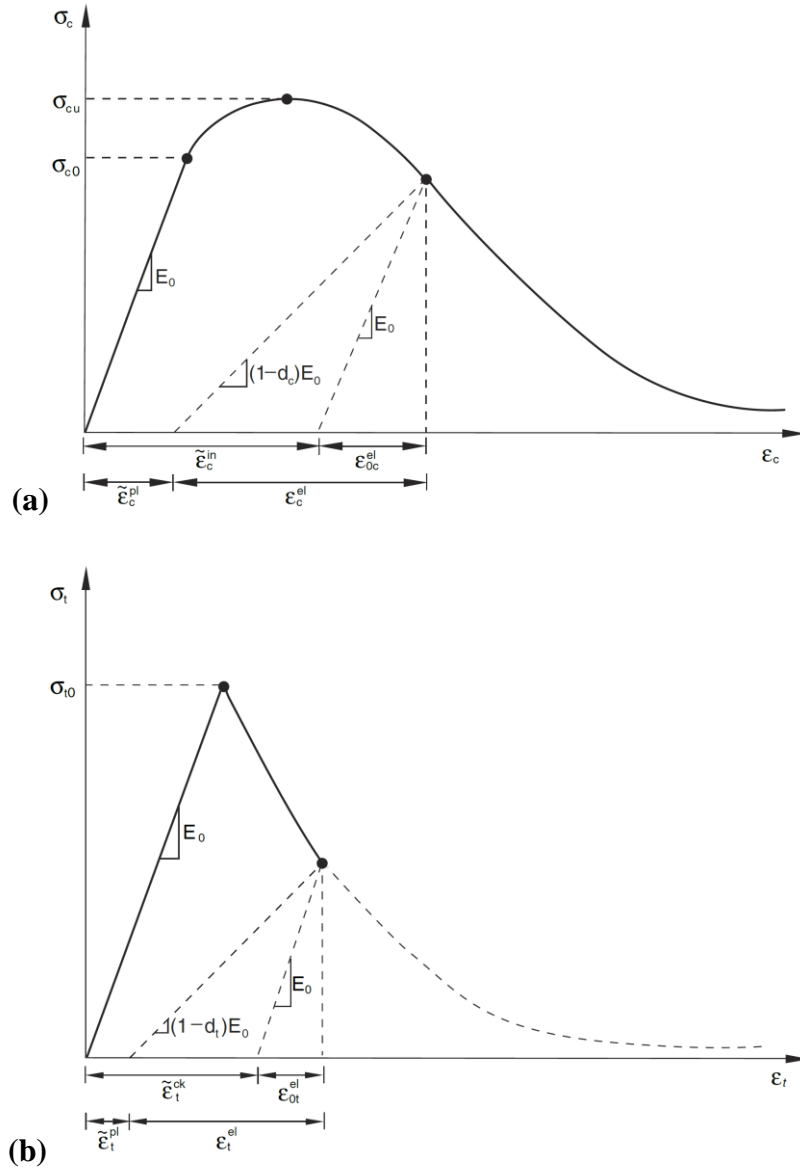 σc
σcu
σc0
E0
E0
(1−dc)E0
ε̃c^in
ε0c^el
εc
ε̃c^pl
εc^el
(a)
σt
σt0
E0
E0
(1−dt)E0
ε̃t^ck
ε0t^el
εt
ε̃t^pl
εt^el
(b)